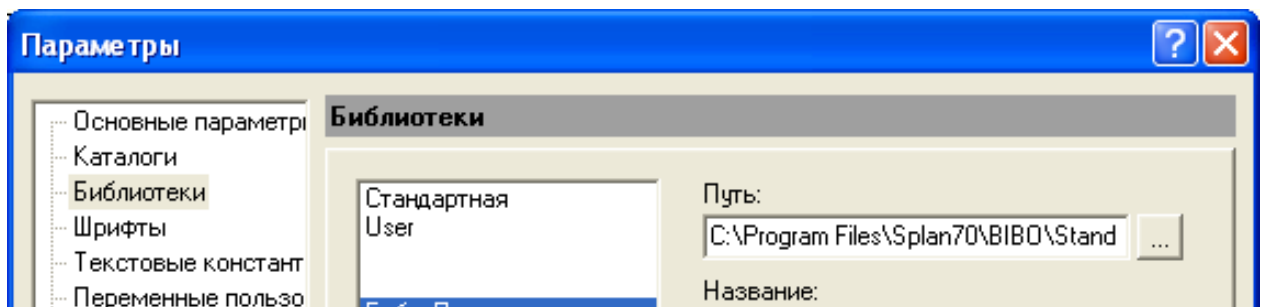 Параметры
Основные параметры
Каталоги
Библиотеки
Шрифты
Текстовые констант
Переменные пользо
Библиотеки
Стандартная
User
Путь:
C:\Program Files\Splan70\BIBO\Stand
...
Название: